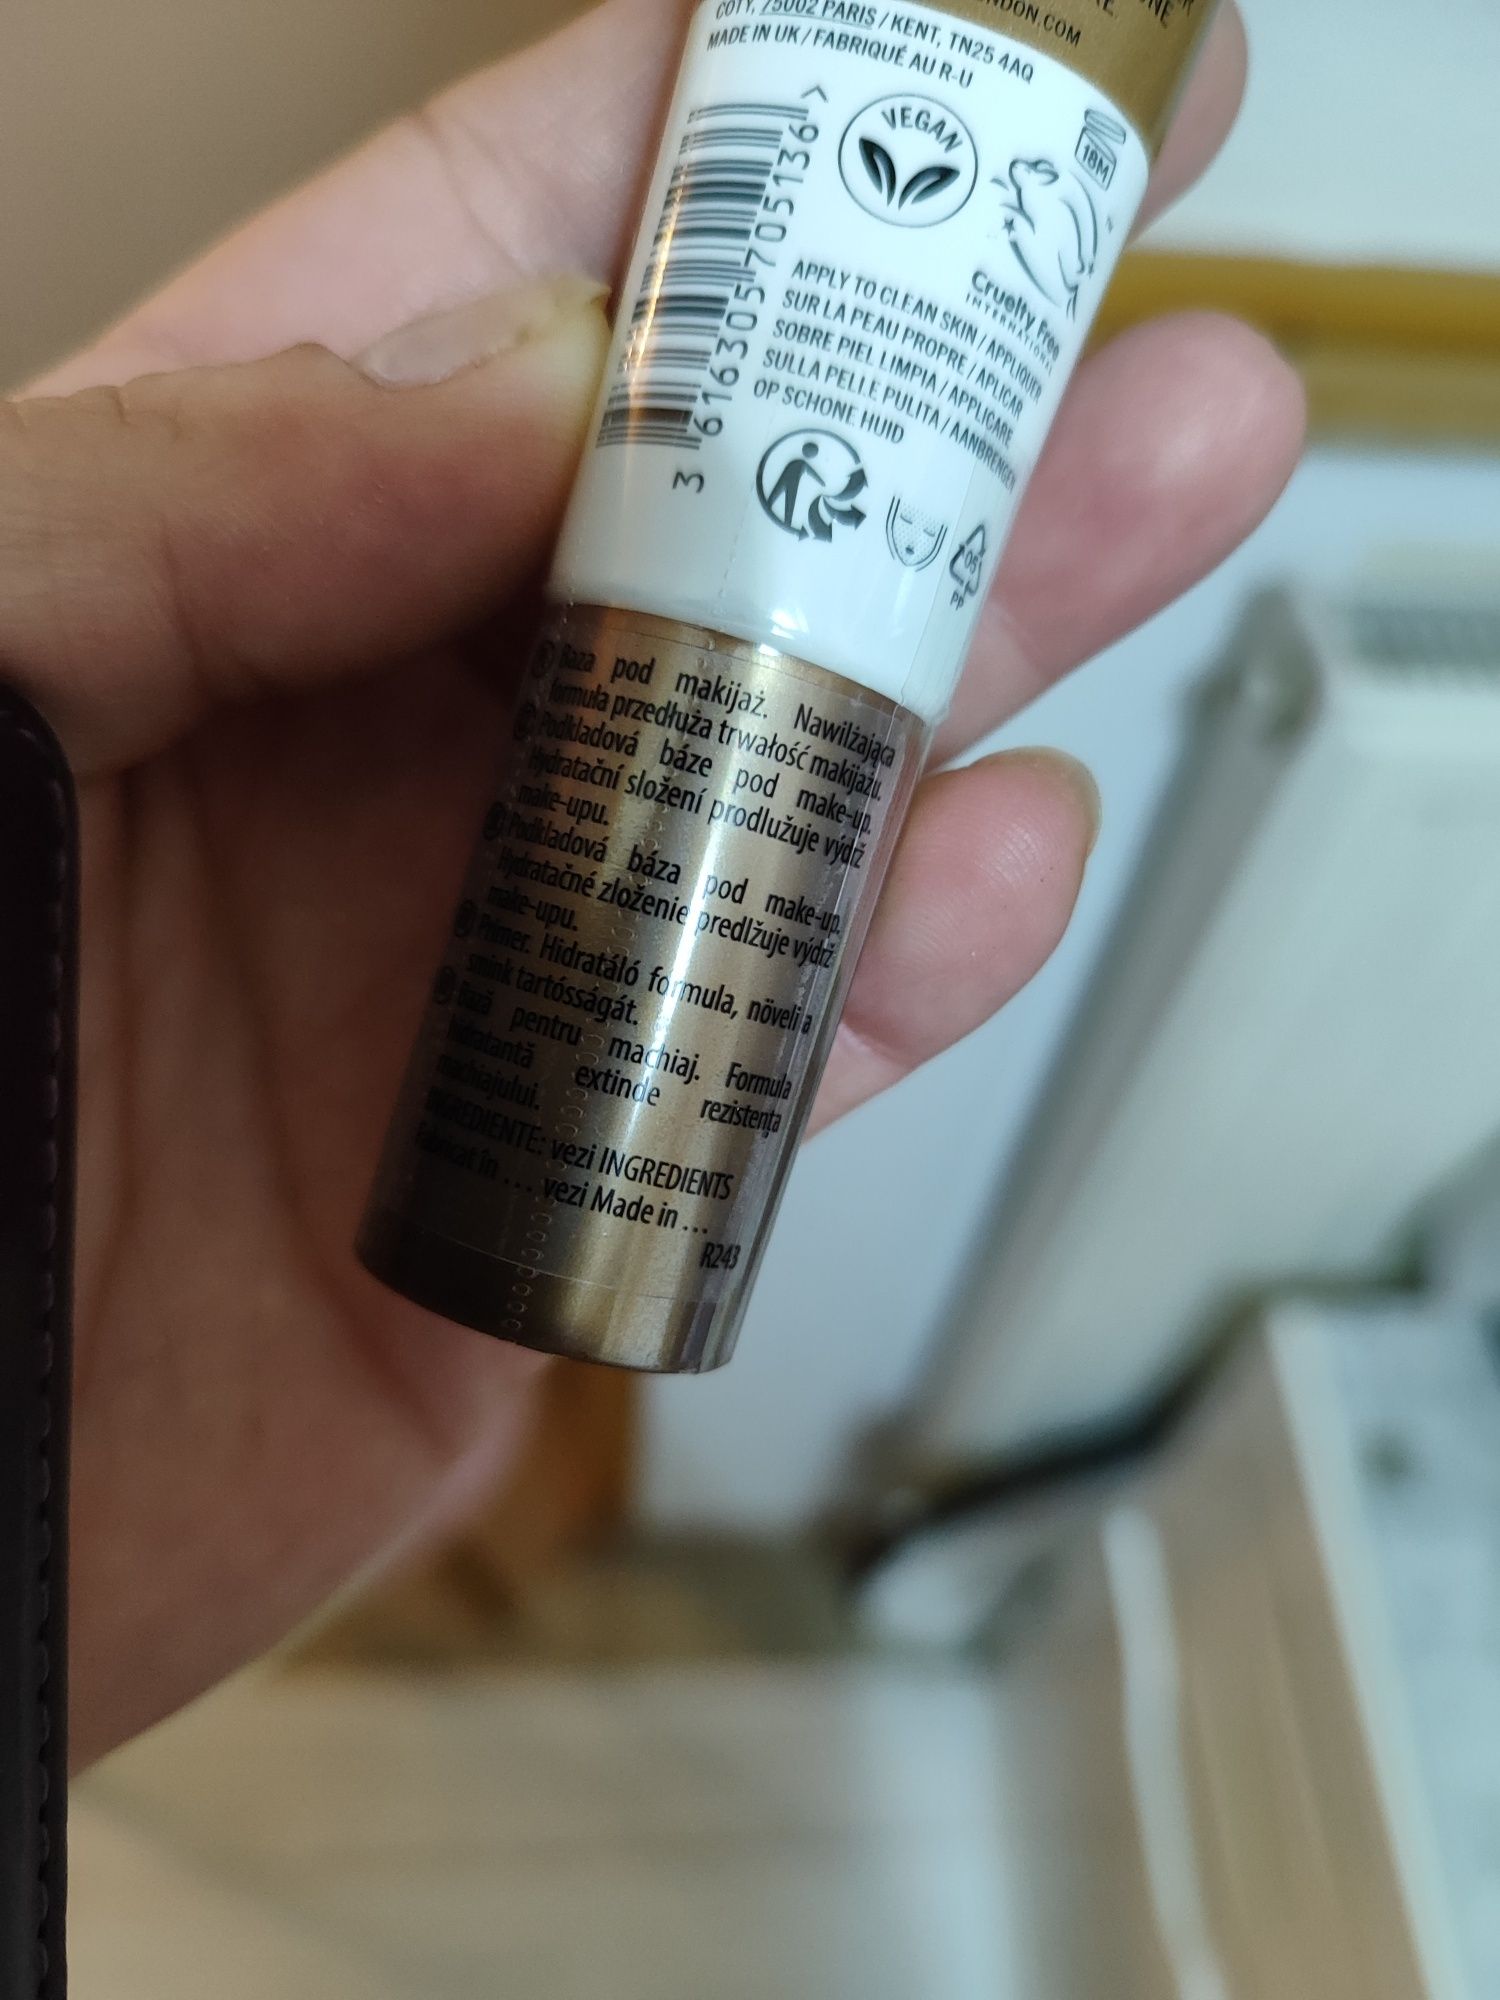 LONDON.COM
COTY, 75002 PARIS / KENT, TN25 4AQ
MADE IN UK / FABRIQUÉ AU R-U
VEGAN
18M
Cruelty Free
INTERNATIONAL
3 616305 705136 >
APPLY TO CLEAN SKIN / APPLIQUER
SUR LA PEAU PROPRE / APLICAR
SOBRE PIEL LIMPIA / APPLICARE
SULLA PELLE PULITA / AANBRENGEN
OP SCHONE HUID
05
PP
Baza pod makijaż. Nawilżająca
formuła przedłuża trwałość makijażu.
Podkladová báze pod make-up.
Hydratační složení prodlužuje výdrž
make-upu.
Podkladová báza pod make-up.
Hydratačné zloženie predlžuje výdrž
make-upu.
Primer. Hidratáló formula, növeli a
smink tartósságát.
Bază pentru machiaj. Formula
hidratantă extinde rezistența
machiajului.
INGREDIENTE: vezi INGREDIENTS
Fabricat în ... vezi Made in ...
R243